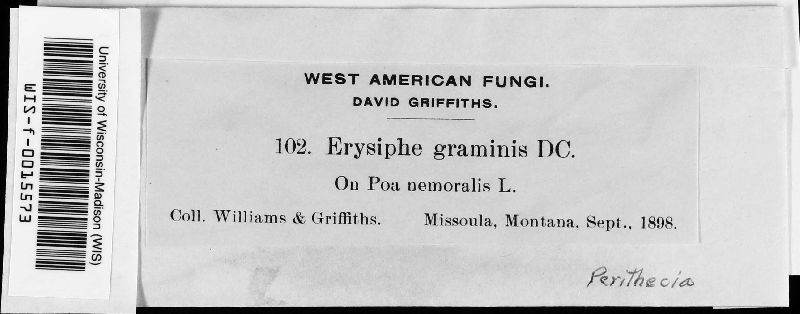 WEST AMERICAN FUNGI.
DAVID GRIFFITHS.
102. Erysiphe graminis DC.
On Poa nemoralis L.
Coll. Williams & Griffiths. Missoula, Montana, Sept., 1898.
Perithecia
University of Wisconsin-Madison (WIS)
WIS-f-0015573